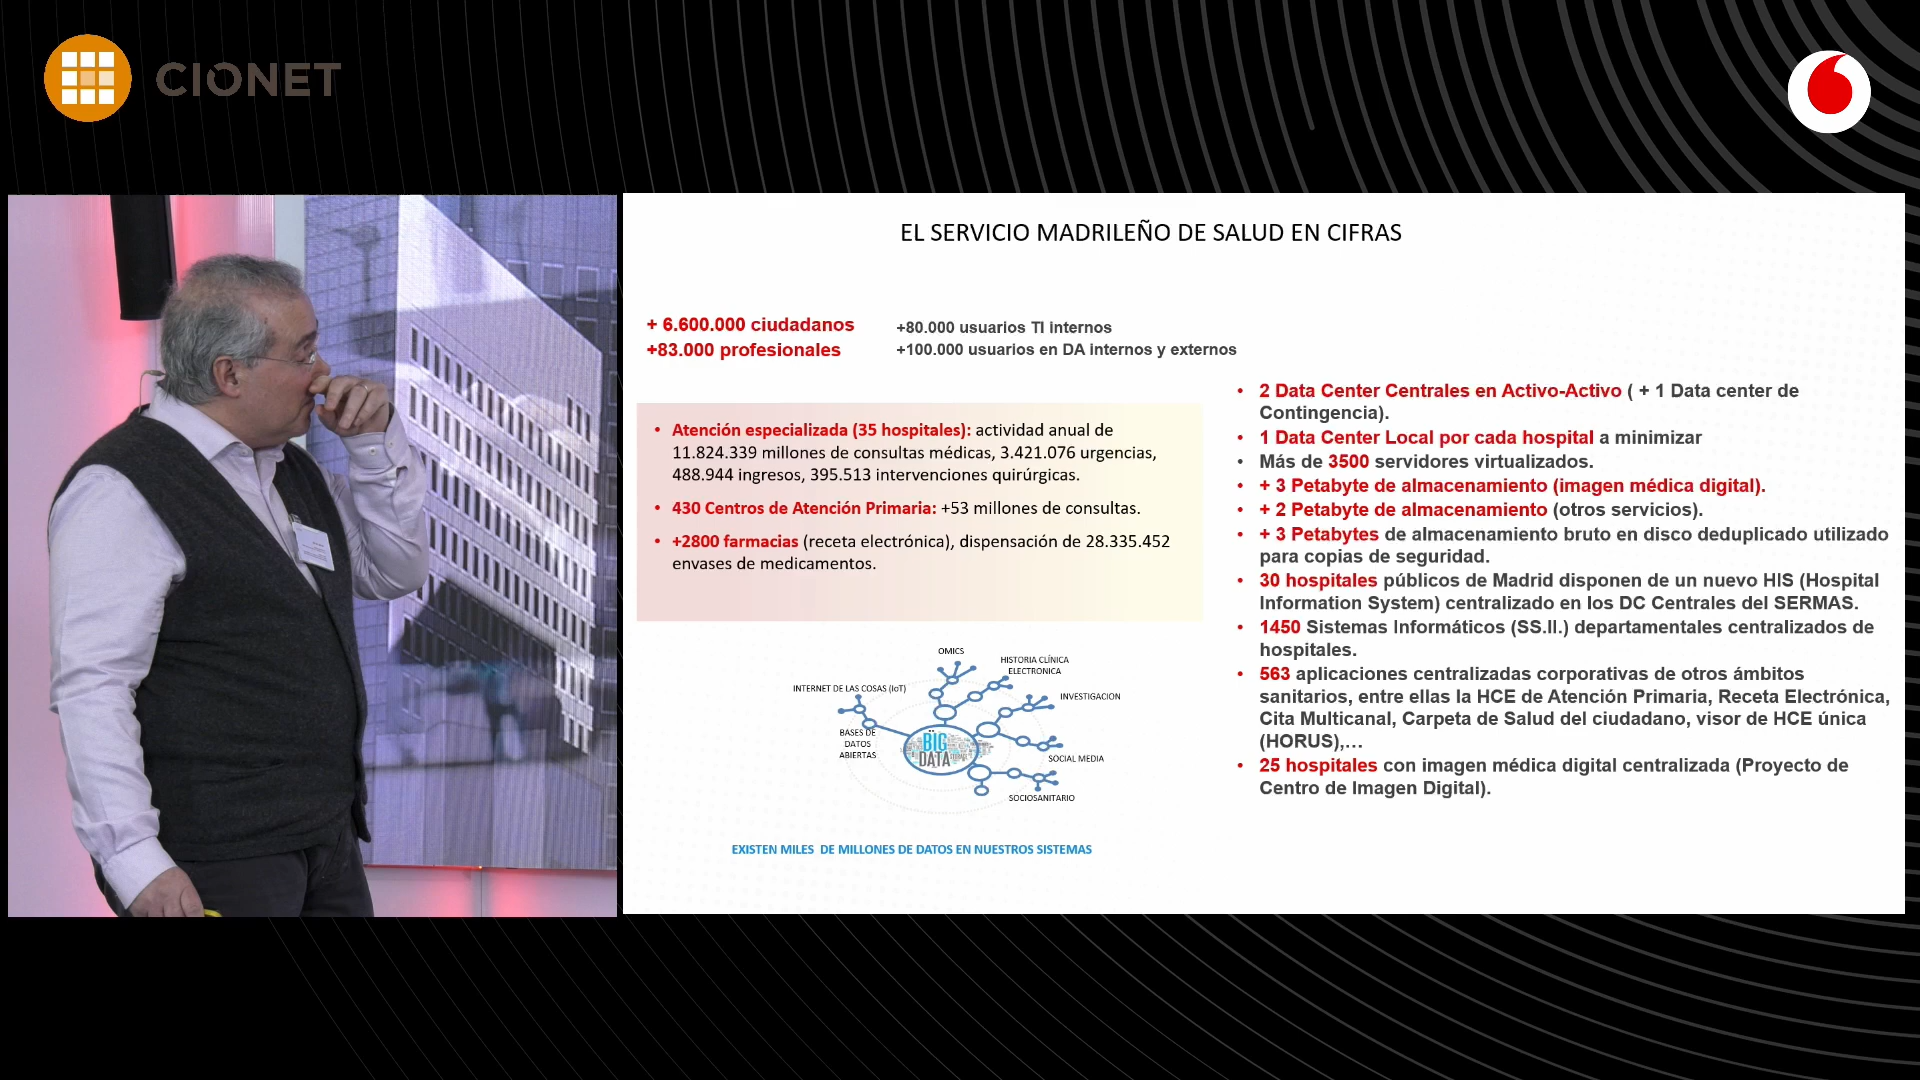 CIONET
EL SERVICIO MADRILEÑO DE SALUD EN CIFRAS
+ 6.600.000 ciudadanos
+83.000 profesionales
+80.000 usuarios TI internos
+100.000 usuarios en DA internos y externos
• Atención especializada (35 hospitales): actividad anual de
11.824.339 millones de consultas médicas, 3.421.076 urgencias,
488.944 ingresos, 395.513 intervenciones quirúrgicas.
• 430 Centros de Atención Primaria: +53 millones de consultas.
• +2800 farmacias (receta electrónica), dispensación de 28.335.452
envases de medicamentos.
OMICS
HISTORIA CLÍNICA
ELECTRONICA
INTERNET DE LAS COSAS (IoT)
INVESTIGACION
BASES DE
DATOS
ABIERTAS
BIG
DATA
SOCIAL MEDIA
SOCIOSANITARIO
EXISTEN MILES DE MILLONES DE DATOS EN NUESTROS SISTEMAS
• 2 Data Center Centrales en Activo-Activo ( + 1 Data center de
Contingencia).
• 1 Data Center Local por cada hospital a minimizar
• Más de 3500 servidores virtualizados.
• + 3 Petabyte de almacenamiento (imagen médica digital).
• + 2 Petabyte de almacenamiento (otros servicios).
• + 3 Petabytes de almacenamiento bruto en disco deduplicado utilizado
para copias de seguridad.
• 30 hospitales públicos de Madrid disponen de un nuevo HIS (Hospital
Information System) centralizado en los DC Centrales del SERMAS.
• 1450 Sistemas Informáticos (SS.II.) departamentales centralizados de
hospitales.
• 563 aplicaciones centralizadas corporativas de otros ámbitos
sanitarios, entre ellas la HCE de Atención Primaria, Receta Electrónica,
Cita Multicanal, Carpeta de Salud del ciudadano, visor de HCE única
(HORUS),…
• 25 hospitales con imagen médica digital centralizada (Proyecto de
Centro de Imagen Digital).